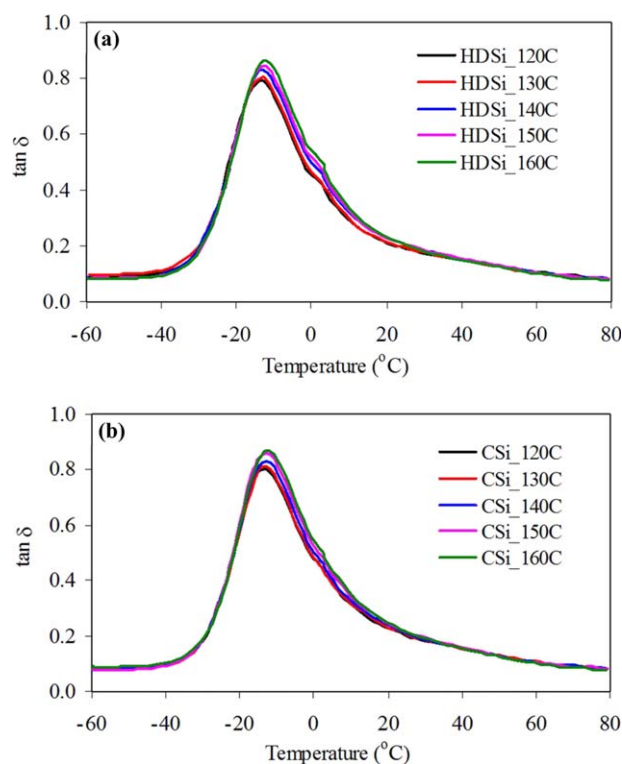 (a)
HDSi_120C
HDSi_130C
HDSi_140C
HDSi_150C
HDSi_160C
tan δ
1.0
0.8
0.6
0.4
0.2
0.0
-60 -40 -20 0 20 40 60 80
Temperature (°C)
(b)
CSi_120C
CSi_130C
CSi_140C
CSi_150C
CSi_160C
tan δ
1.0
0.8
0.6
0.4
0.2
0.0
-60 -40 -20 0 20 40 60 80
Temperature (°C)